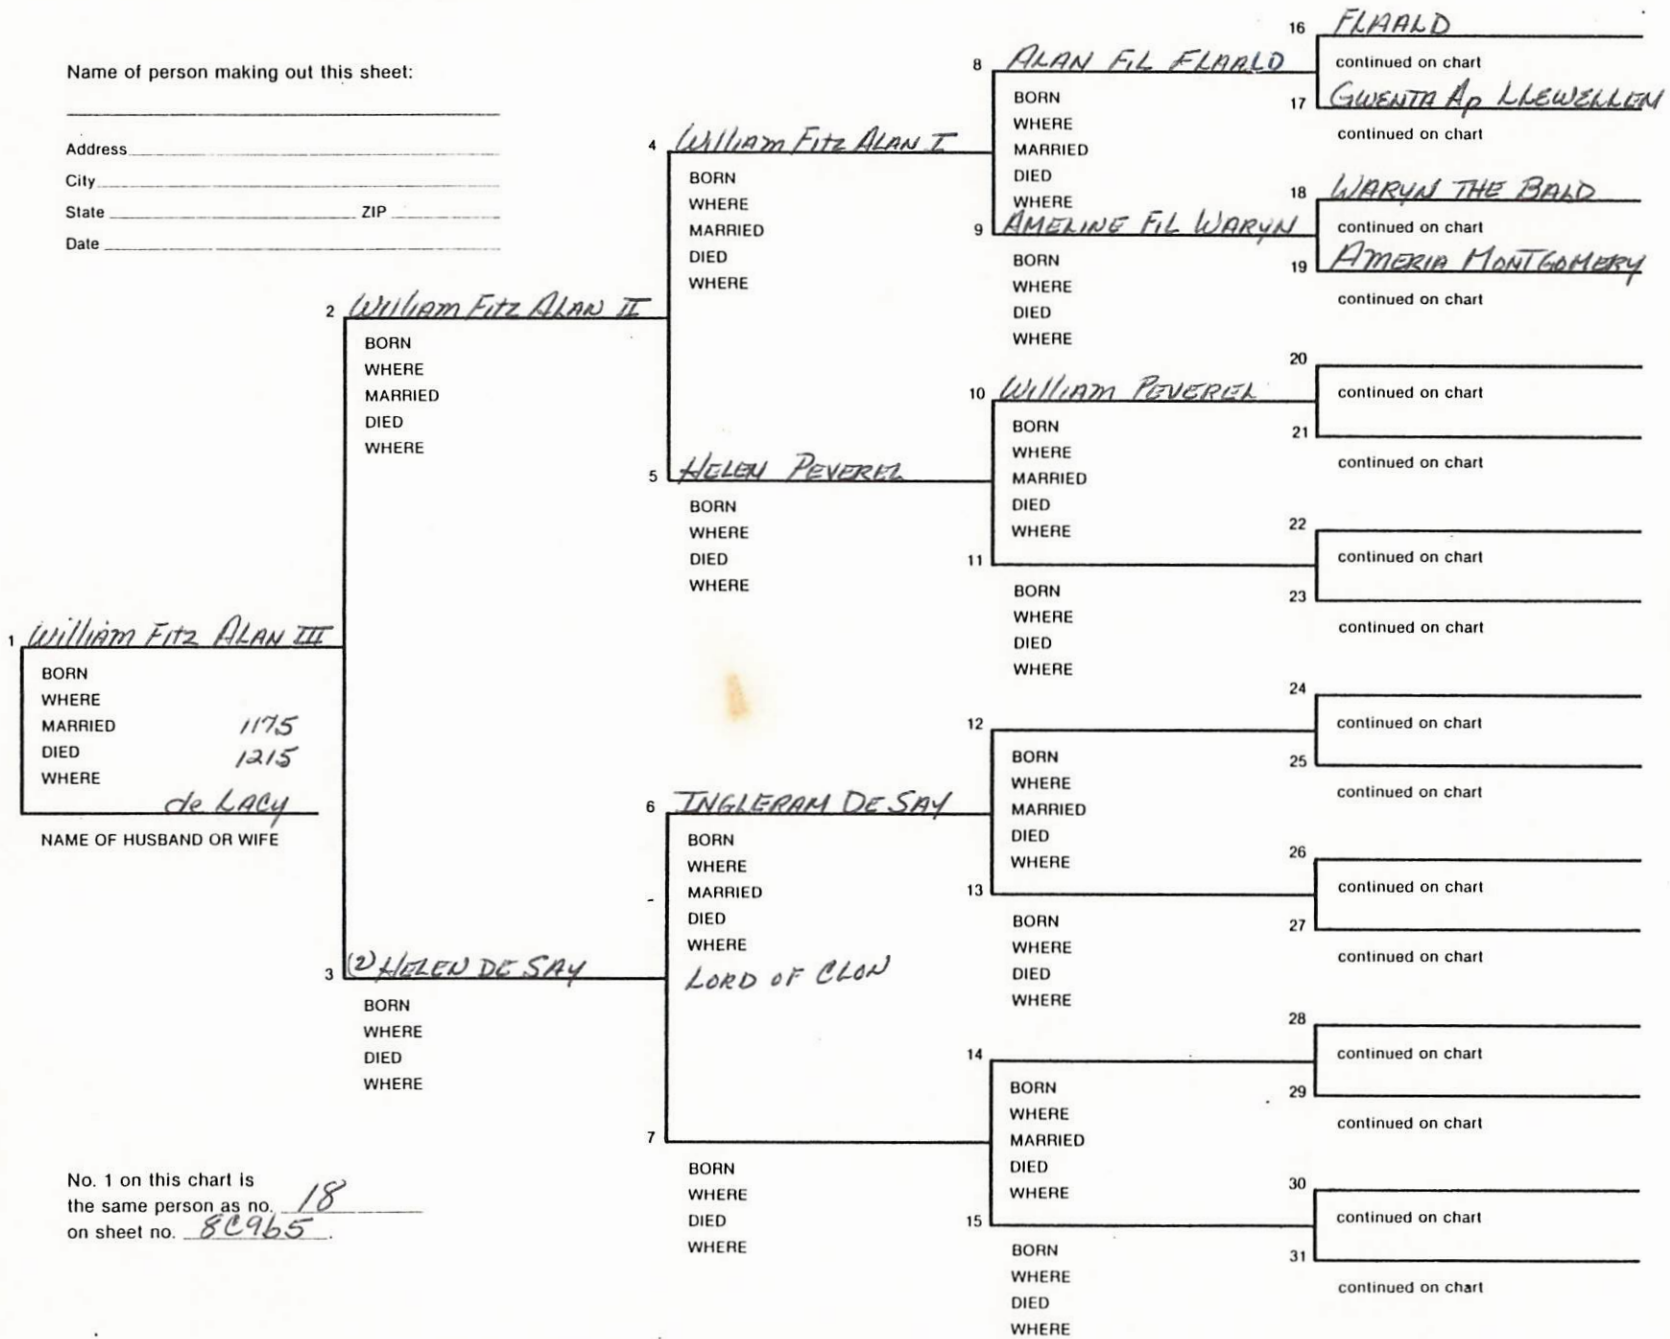 Name of person making out this sheet:
Address
City
State ZIP
Date
1 William Fitz Alan III
BORN
WHERE
MARRIED 1175
DIED 1215
WHERE
de Lacy
NAME OF HUSBAND OR WIFE
No. 1 on this chart is
the same person as no. 18
on sheet no. 8C9b5.
2 William Fitz Alan II
BORN
WHERE
MARRIED
DIED
WHERE
3 (2) HELEN DE SAY
BORN
WHERE
DIED
WHERE
4 William Fitz Alan I
BORN
WHERE
MARRIED
DIED
WHERE
5 HELEN PEVEREL
BORN
WHERE
DIED
WHERE
6 INGLERAM DE SAY
BORN
WHERE
MARRIED
DIED
WHERE
LORD OF CLON
7
BORN
WHERE
DIED
WHERE
8 ALAN FIL FLAALD
BORN
WHERE
MARRIED
DIED
WHERE
9 AMELINE FIL WARYN
BORN
WHERE
DIED
WHERE
10 William PEVEREL
BORN
WHERE
MARRIED
DIED
WHERE
11
BORN
WHERE
DIED
WHERE
12
BORN
WHERE
MARRIED
DIED
WHERE
13
BORN
WHERE
DIED
WHERE
14
BORN
WHERE
MARRIED
DIED
WHERE
15
BORN
WHERE
DIED
WHERE
16 FLAALD
continued on chart
17 GWENTA Ap LLEWELLEN
continued on chart
18 WARYN THE BALD
continued on chart
19 AMERIA MONTGOMERY
continued on chart
20
continued on chart
21
continued on chart
22
continued on chart
23
continued on chart
24
continued on chart
25
continued on chart
26
continued on chart
27
continued on chart
28
continued on chart
29
continued on chart
30
continued on chart
31
continued on chart